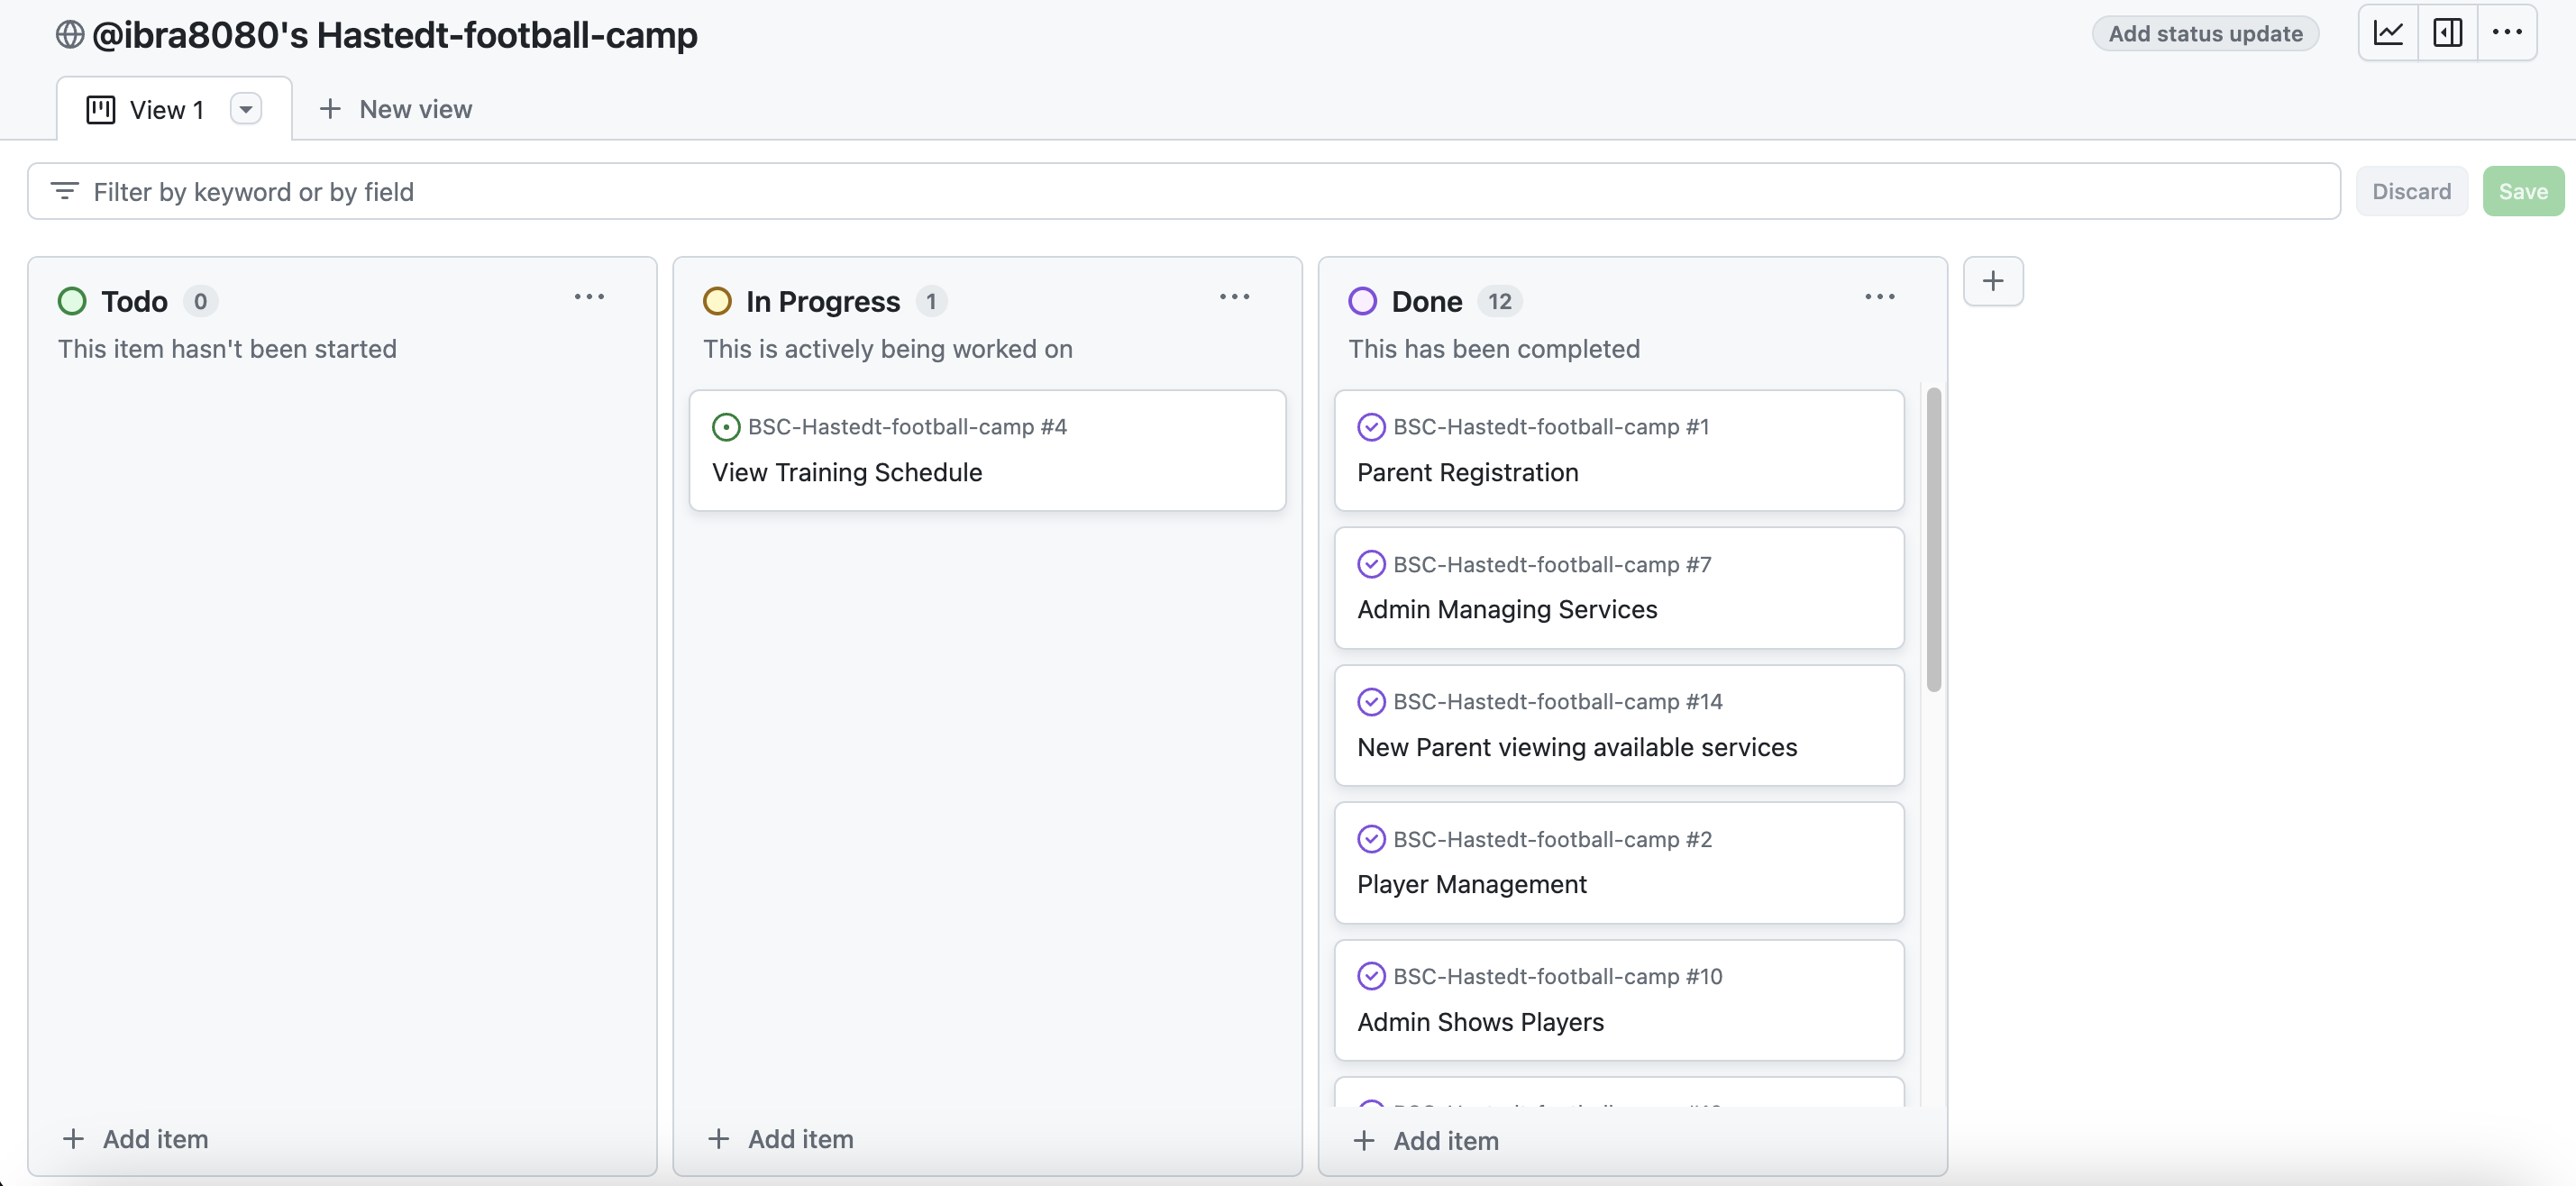 @ibra8080's Hastedt-football-camp
Add status update
View 1
New view
Filter by keyword or by field
Discard
Save
Todo 0
This item hasn't been started
Add item
In Progress 1
This is actively being worked on
BSC-Hastedt-football-camp #4
View Training Schedule
Add item
Done 12
This has been completed
BSC-Hastedt-football-camp #1
Parent Registration
BSC-Hastedt-football-camp #7
Admin Managing Services
BSC-Hastedt-football-camp #14
New Parent viewing available services
BSC-Hastedt-football-camp #2
Player Management
BSC-Hastedt-football-camp #10
Admin Shows Players
Add item